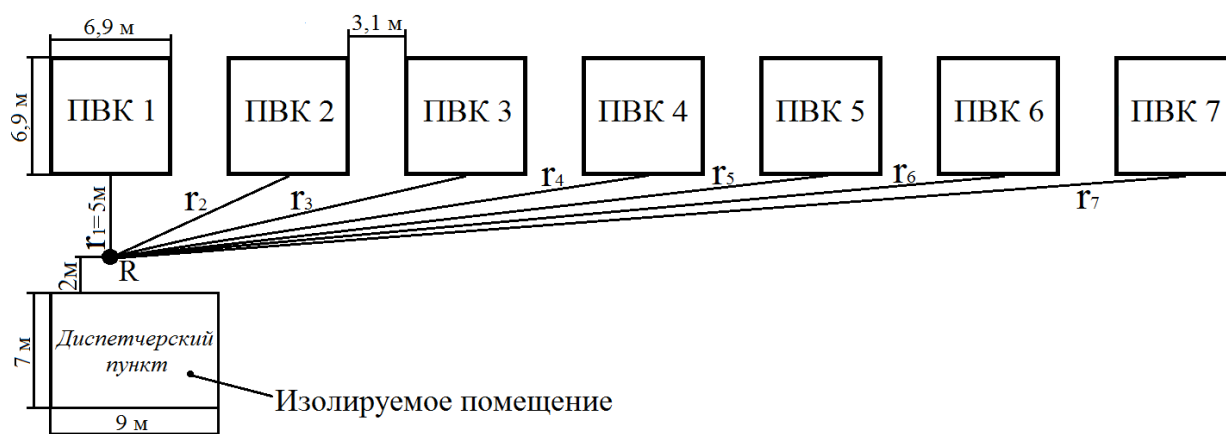 6,9 м
3,1 м
6,9 м
ПВК 1
ПВК 2
ПВК 3
ПВК 4
ПВК 5
ПВК 6
ПВК 7
r₁=5м
r₂
r₃
r₄
r₅
r₆
r₇
R
2м
7 м
Диспетчерский
пункт
Изолируемое помещение
9 м